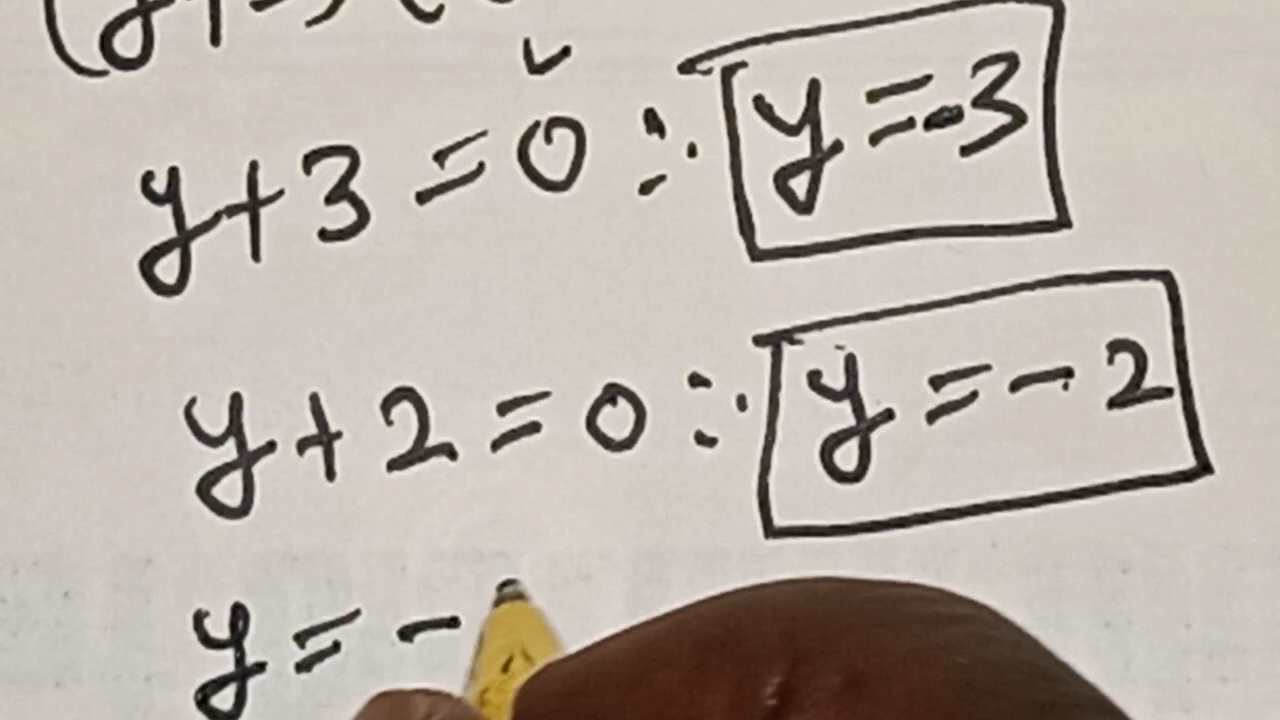 y+3=0 ∴ y=-3
y+2=0 ∴ y=-2
y=-